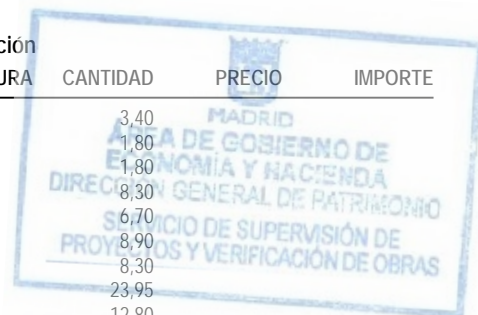 ción
URA CANTIDAD PRECIO IMPORTE
3,40
1,80
1,80
8,30
6,70
8,90
8,30
23,95
12,80
MADRID
ÁREA DE GOBIERNO DE
ECONOMÍA Y HACIENDA
DIRECCIÓN GENERAL DE PATRIMONIO
SERVICIO DE SUPERVISIÓN DE
PROYECTOS Y VERIFICACIÓN DE OBRAS